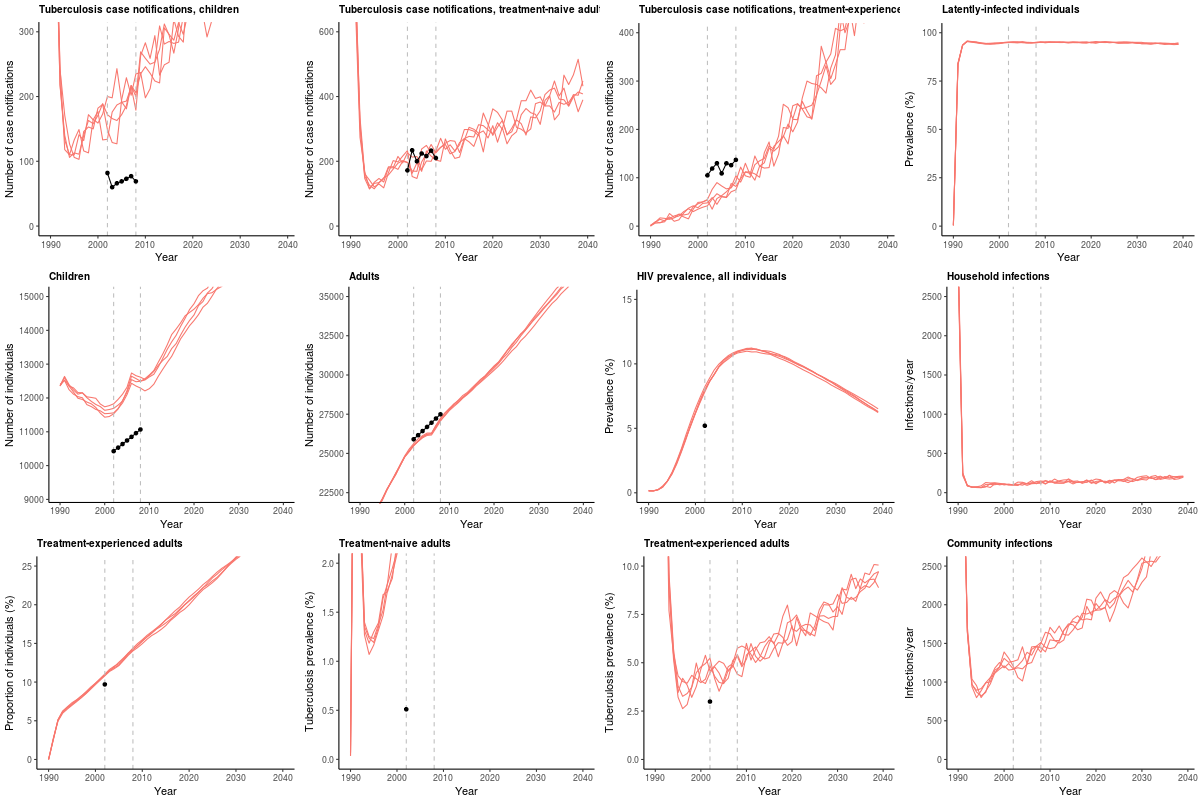 Tuberculosis case notifications, children
Number of case notifications
300
200
100
0
1990 2000 2010 2020 2030 2040
Year
Tuberculosis case notifications, treatment-naive adult
Number of case notifications
600
400
200
0
1990 2000 2010 2020 2030 2040
Year
Tuberculosis case notifications, treatment-experience
Number of case notifications
400
300
200
100
0
1990 2000 2010 2020 2030 2040
Year
Latently-infected individuals
Prevalence (%)
100
75
50
25
0
1990 2000 2010 2020 2030 2040
Year
Children
Number of individuals
15000
14000
13000
12000
11000
10000
9000
1990 2000 2010 2020 2030 2040
Year
Adults
Number of individuals
35000
32500
30000
27500
25000
22500
1990 2000 2010 2020 2030 2040
Year
HIV prevalence, all individuals
Prevalence (%)
15
10
5
0
1990 2000 2010 2020 2030 2040
Year
Household infections
Infections/year
2500
2000
1500
1000
500
0
1990 2000 2010 2020 2030 2040
Year
Treatment-experienced adults
Proportion of individuals (%)
25
20
15
10
5
0
1990 2000 2010 2020 2030 2040
Year
Treatment-naive adults
Tuberculosis prevalence (%)
2.0
1.5
1.0
0.5
0.0
1990 2000 2010 2020 2030 2040
Year
Treatment-experienced adults
Tuberculosis prevalence (%)
10.0
7.5
5.0
2.5
0.0
1990 2000 2010 2020 2030 2040
Year
Community infections
Infections/year
2500
2000
1500
1000
500
0
1990 2000 2010 2020 2030 2040
Year